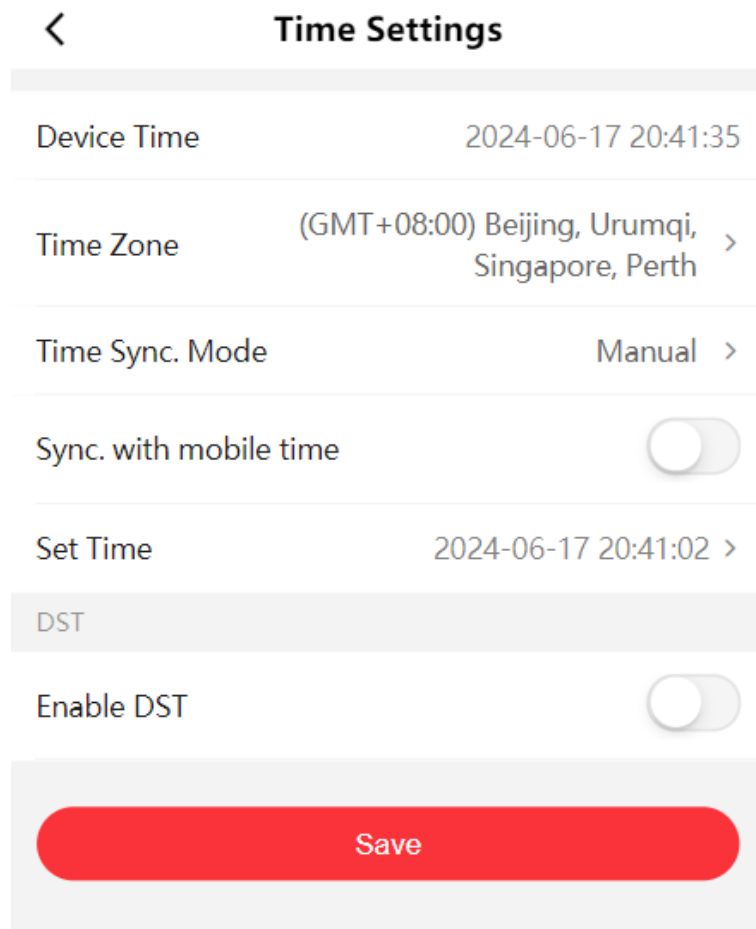 Time Settings
Device Time 2024-06-17 20:41:35
Time Zone (GMT+08:00) Beijing, Urumqi,
Singapore, Perth
Time Sync. Mode Manual
Sync. with mobile time
Set Time 2024-06-17 20:41:02
DST
Enable DST
Save